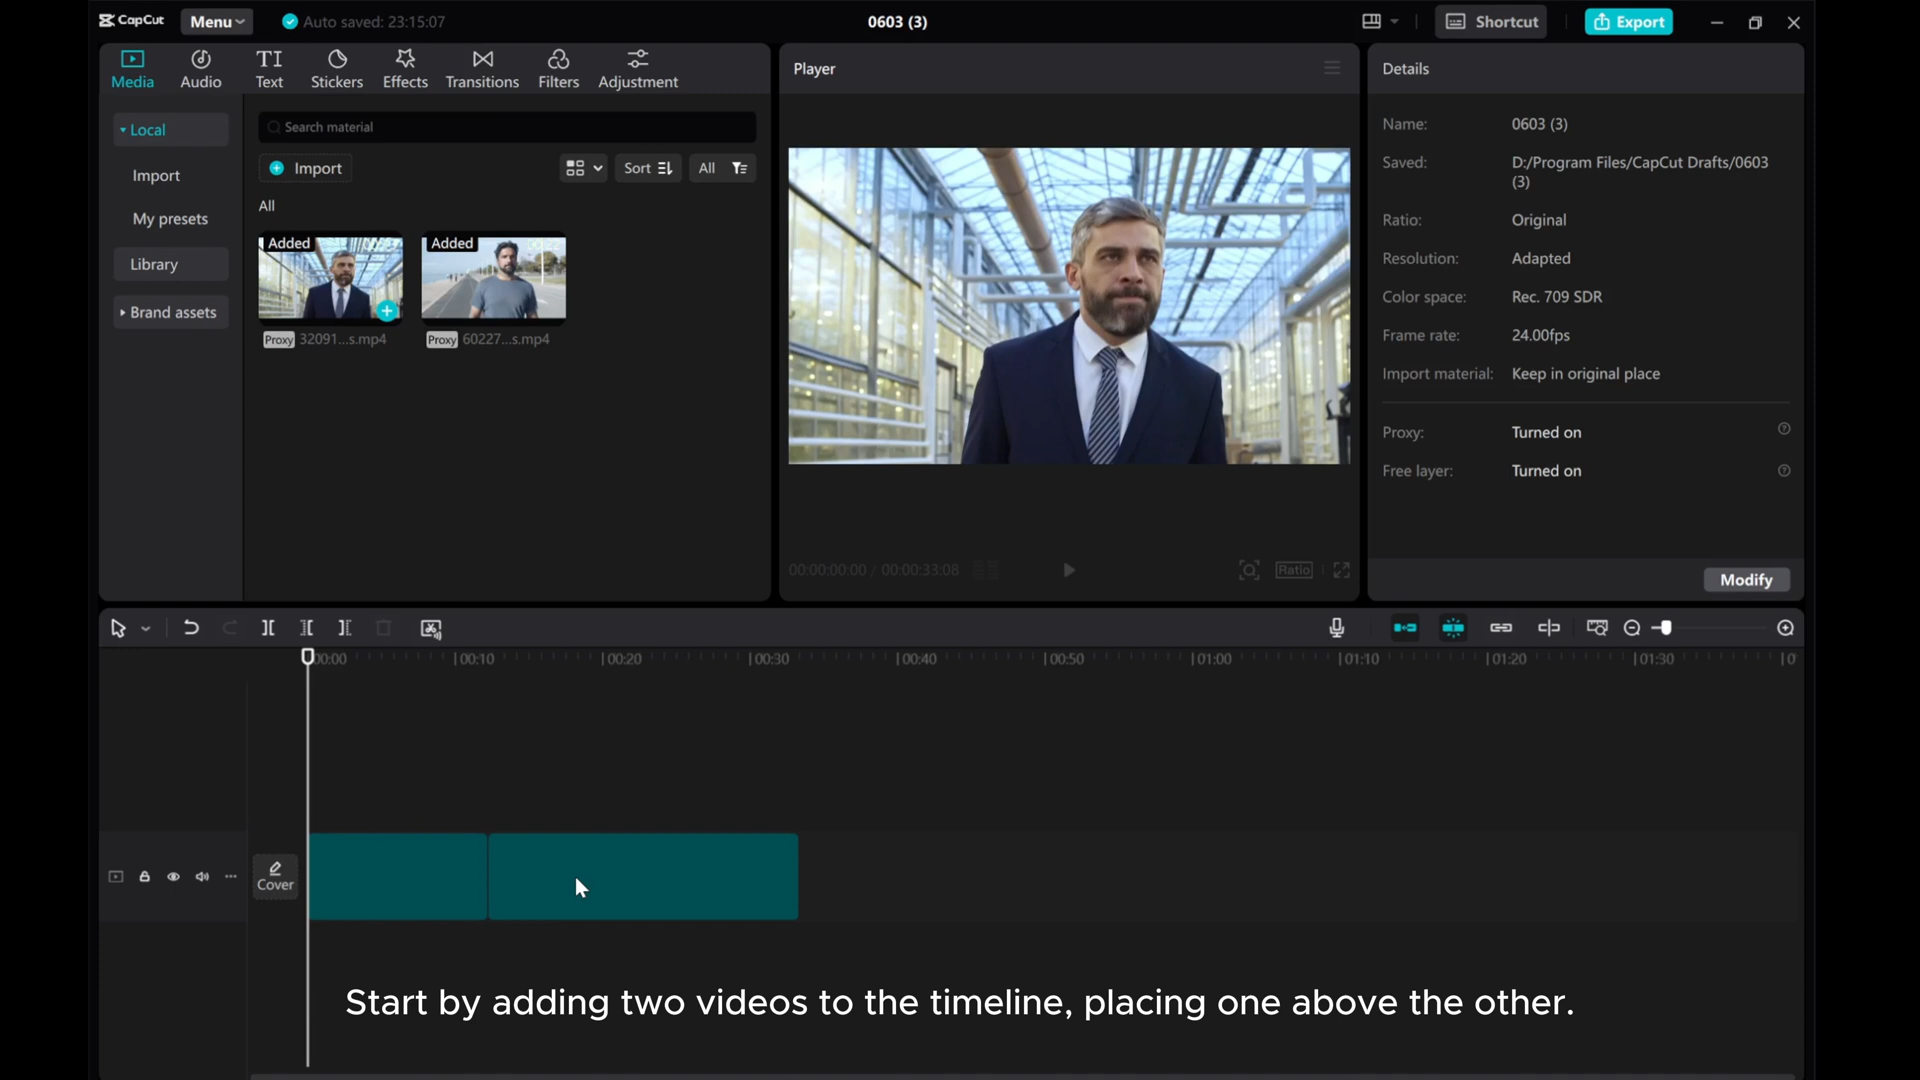 CapCut
Menu
Auto saved: 23:15:07
0603 (3)
Shortcut
Export
Media
Audio
Text
Stickers
Effects
Transitions
Filters
Adjustment
Local
Import
My presets
Library
Brand assets
Search material
Import
Sort
All
All
Added
Added
Proxy 32091...s.mp4
Proxy 60227...s.mp4
Player
00:00:00:00 / 00:00:33:08
Ratio
Details
Name: 0603 (3)
Saved: D:/Program Files/CapCut Drafts/0603
(3)
Ratio: Original
Resolution: Adapted
Color space: Rec. 709 SDR
Frame rate: 24.00fps
Import material: Keep in original place
Proxy: Turned on
Free layer: Turned on
Modify
00:00 00:10 00:20 00:30 00:40 00:50 01:00 01:10 01:20 01:30
Cover
Start by adding two videos to the timeline, placing one above the other.